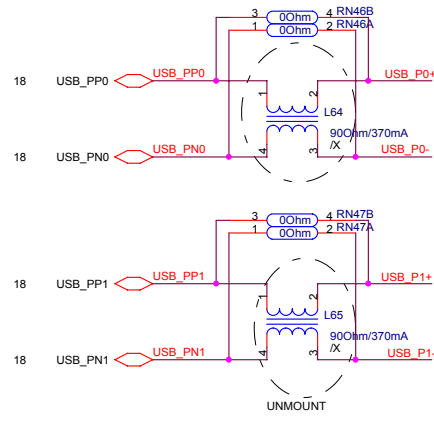 3 0Ohm 4 RN46B
1 0Ohm 2 RN46A
18 USB_PP0 USB_PP0 USB_P0+
1 2
L64
18 USB_PN0 USB_PN0 USB_P0-
4 3
90Ohm/370mA
/X
3 0Ohm 4 RN47B
1 0Ohm 2 RN47A
18 USB_PP1 USB_PP1 USB_P1+
1 2
L65
90Ohm/370mA
4 3
/X
18 USB_PN1 USB_PN1 USB_P1-
UNMOUNT